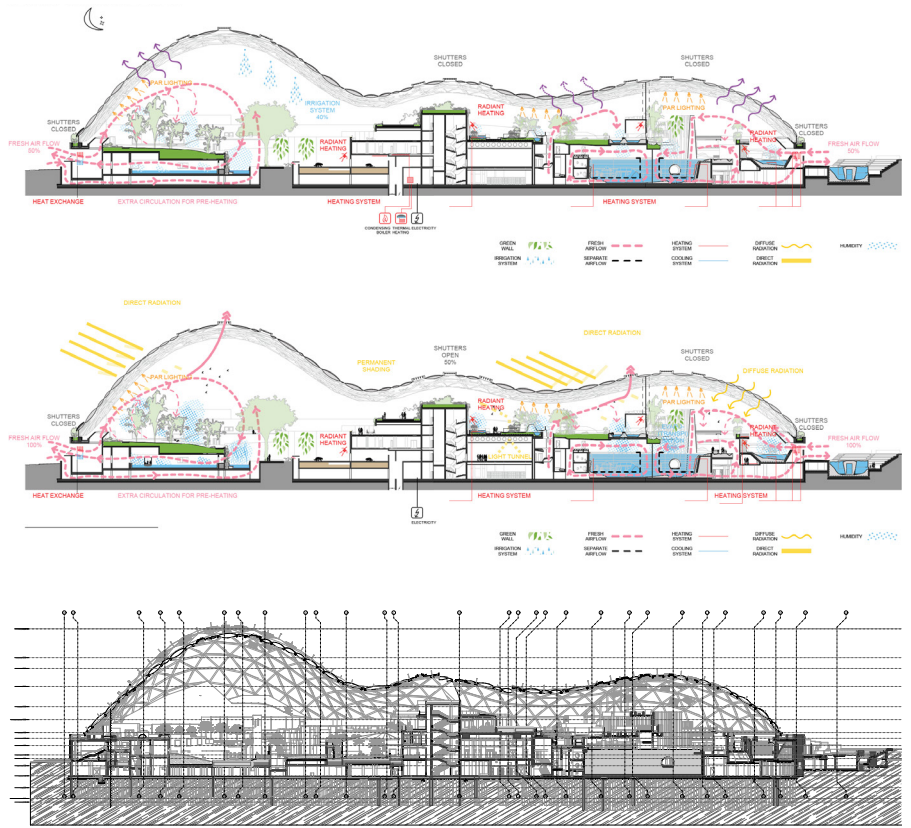 SHUTTERS
CLOSED
SHUTTERS
CLOSED
PAR LIGHTING
IRRIGATION
SYSTEM
40%
RADIANT
HEATING
PAR LIGHTING
SHUTTERS
CLOSED
FRESH AIR FLOW
50%
RADIANT
HEATING
RADIANT
HEATING
SHUTTERS
CLOSED
FRESH AIR FLOW
50%
HEAT EXCHANGE
EXTRA CIRCULATION FOR PRE-HEATING
HEATING SYSTEM
HEATING SYSTEM
CONDENSING
BOILER
THERMAL
HEATING
ELECTRICITY
GREEN
WALL
FRESH
AIRFLOW
HEATING
SYSTEM
DIFFUSE
RADIATION
HUMIDITY
IRRIGATION
SYSTEM
SEPARATE
AIRFLOW
COOLING
SYSTEM
DIRECT
RADIATION
DIRECT RADIATION
DIRECT RADIATION
SHUTTERS
OPEN
50%
SHUTTERS
CLOSED
PERMANENT
SHADING
PAR LIGHTING
DIFFUSE RADIATION
RADIANT
HEATING
PAR LIGHTING
SHUTTERS
CLOSED
FRESH AIR FLOW
100%
RADIANT
HEATING
LIGHT TUNNEL
RADIANT
HEATING
SHUTTERS
CLOSED
FRESH AIR FLOW
100%
HEAT EXCHANGE
EXTRA CIRCULATION FOR PRE-HEATING
HEATING SYSTEM
HEATING SYSTEM
ELECTRICITY
GREEN
WALL
FRESH
AIRFLOW
HEATING
SYSTEM
DIFFUSE
RADIATION
HUMIDITY
IRRIGATION
SYSTEM
SEPARATE
AIRFLOW
COOLING
SYSTEM
DIRECT
RADIATION